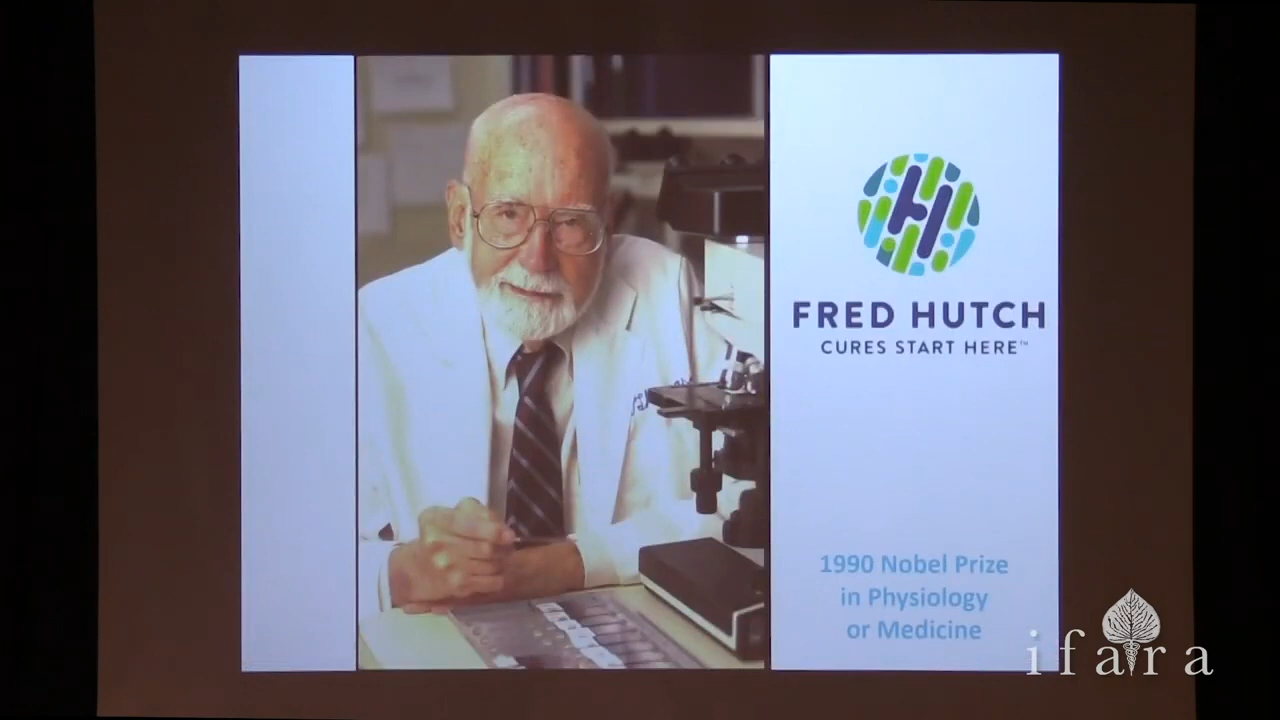 FRED HUTCH
CURES START HERE™
1990 Nobel Prize
in Physiology
or Medicine
ifara